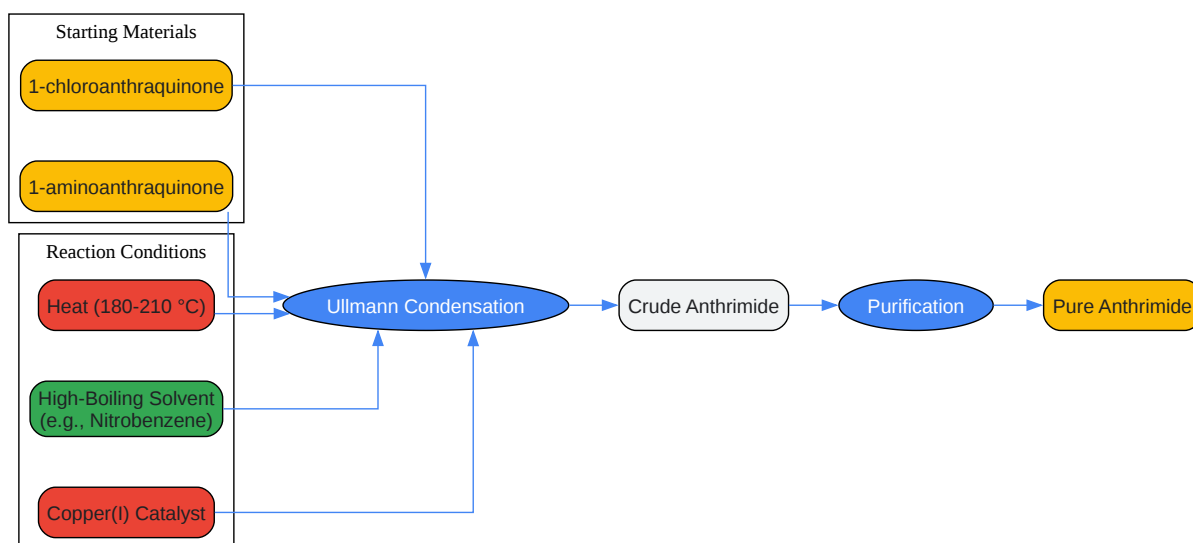 Starting Materials
1-chloroanthraquinone
1-aminoanthraquinone
Reaction Conditions
Heat (180-210 °C)
High-Boiling Solvent
(e.g., Nitrobenzene)
Copper(I) Catalyst
Ullmann Condensation
Crude Anthrimide
Purification
Pure Anthrimide